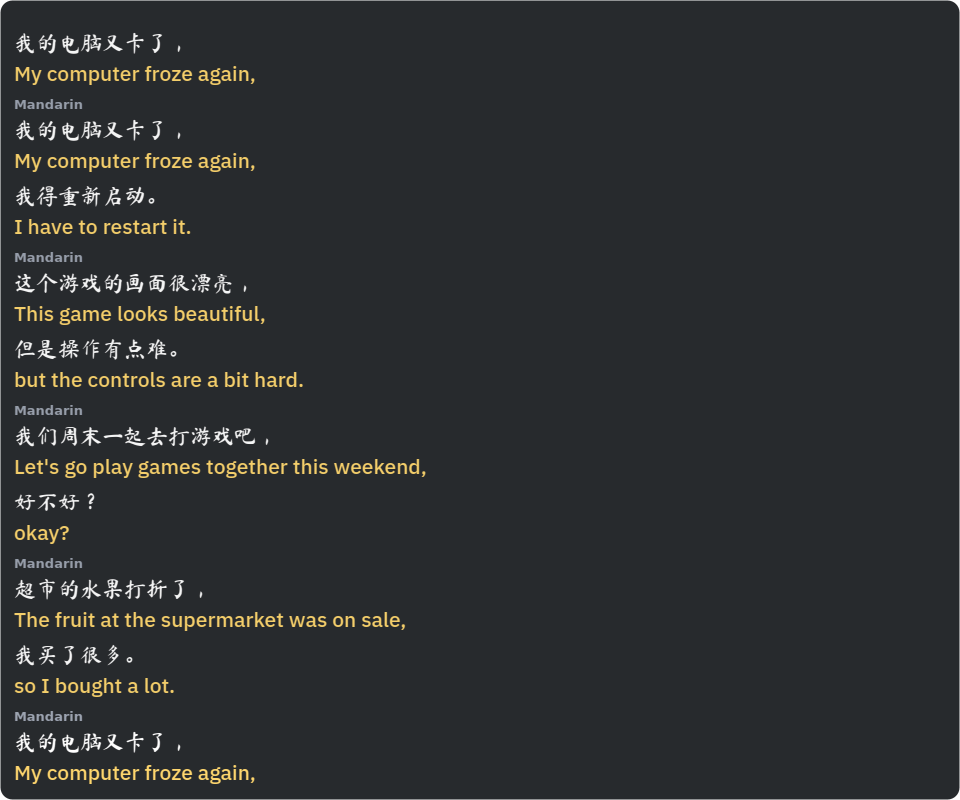 我的电脑又卡了，
My computer froze again,
Mandarin
我的电脑又卡了，
My computer froze again,
我得重新启动。
I have to restart it.
Mandarin
这个游戏的画面很漂亮，
This game looks beautiful,
但是操作有点难。
but the controls are a bit hard.
Mandarin
我们周末一起去打游戏吧，
Let's go play games together this weekend,
好不好？
okay?
Mandarin
超市的水果打折了，
The fruit at the supermarket was on sale,
我买了很多。
so I bought a lot.
Mandarin
我的电脑又卡了，
My computer froze again,